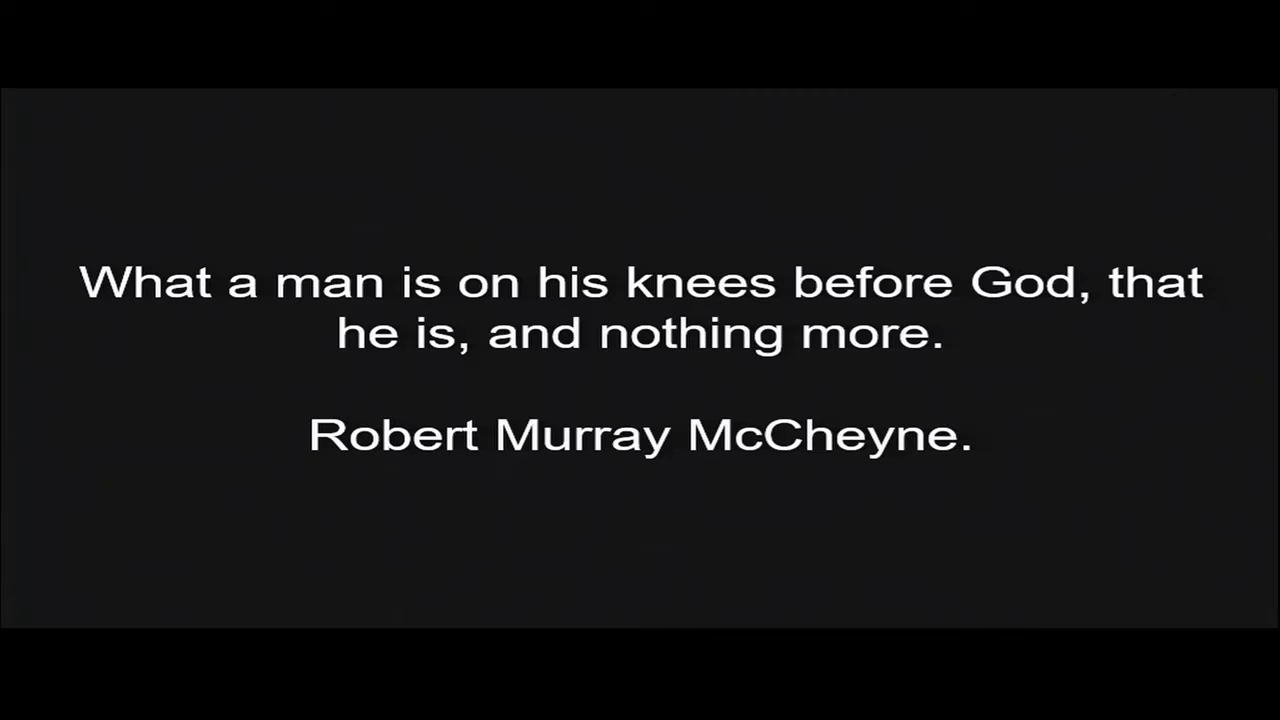 What a man is on his knees before God, that
he is, and nothing more.
Robert Murray McCheyne.